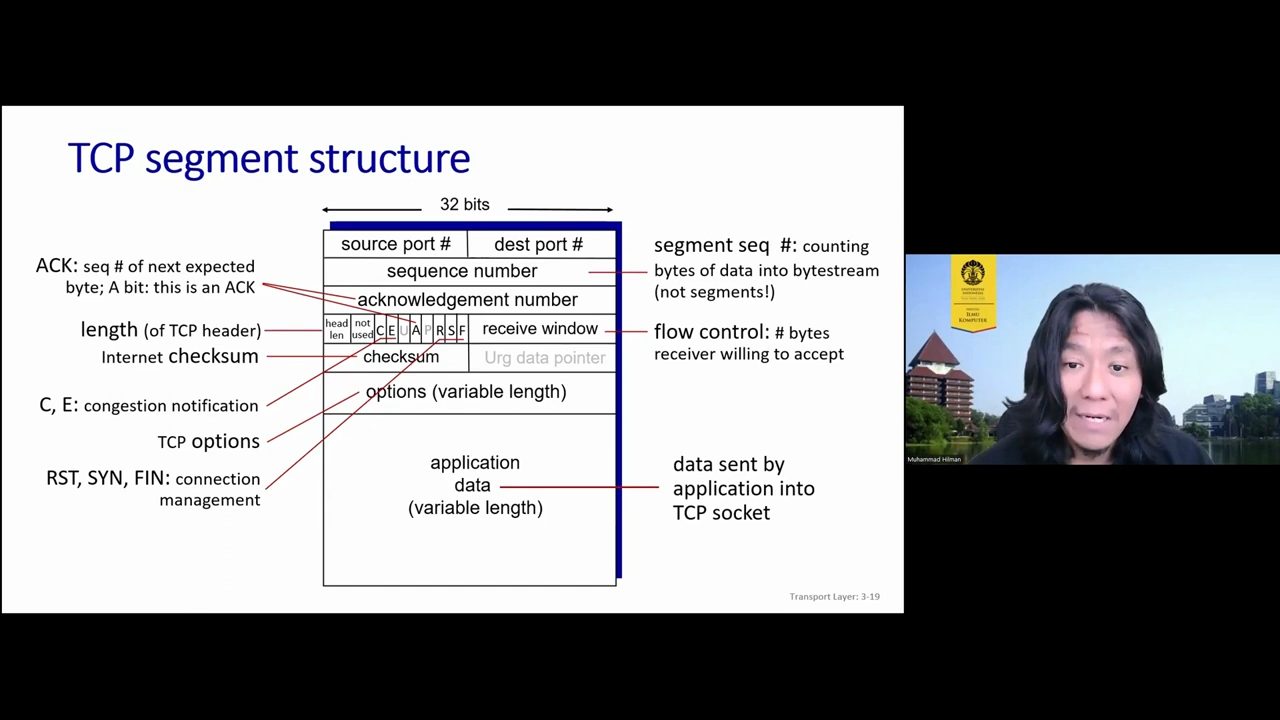 TCP segment structure
32 bits
source port #
dest port #
sequence number
acknowledgement number
head
len
not
used
C
E
U
A
P
R
S
F
receive window
checksum
Urg data pointer
options (variable length)
application
data
(variable length)
ACK: seq # of next expected
byte; A bit: this is an ACK
length (of TCP header)
Internet checksum
C, E: congestion notification
TCP options
RST, SYN, FIN: connection
management
segment seq #: counting
bytes of data into bytestream
(not segments!)
flow control: # bytes
receiver willing to accept
data sent by
application into
TCP socket
Transport Layer: 3-19
UNIVERSITAS
INDONESIA
ILMU
KOMPUTER
Muhammad Hilman